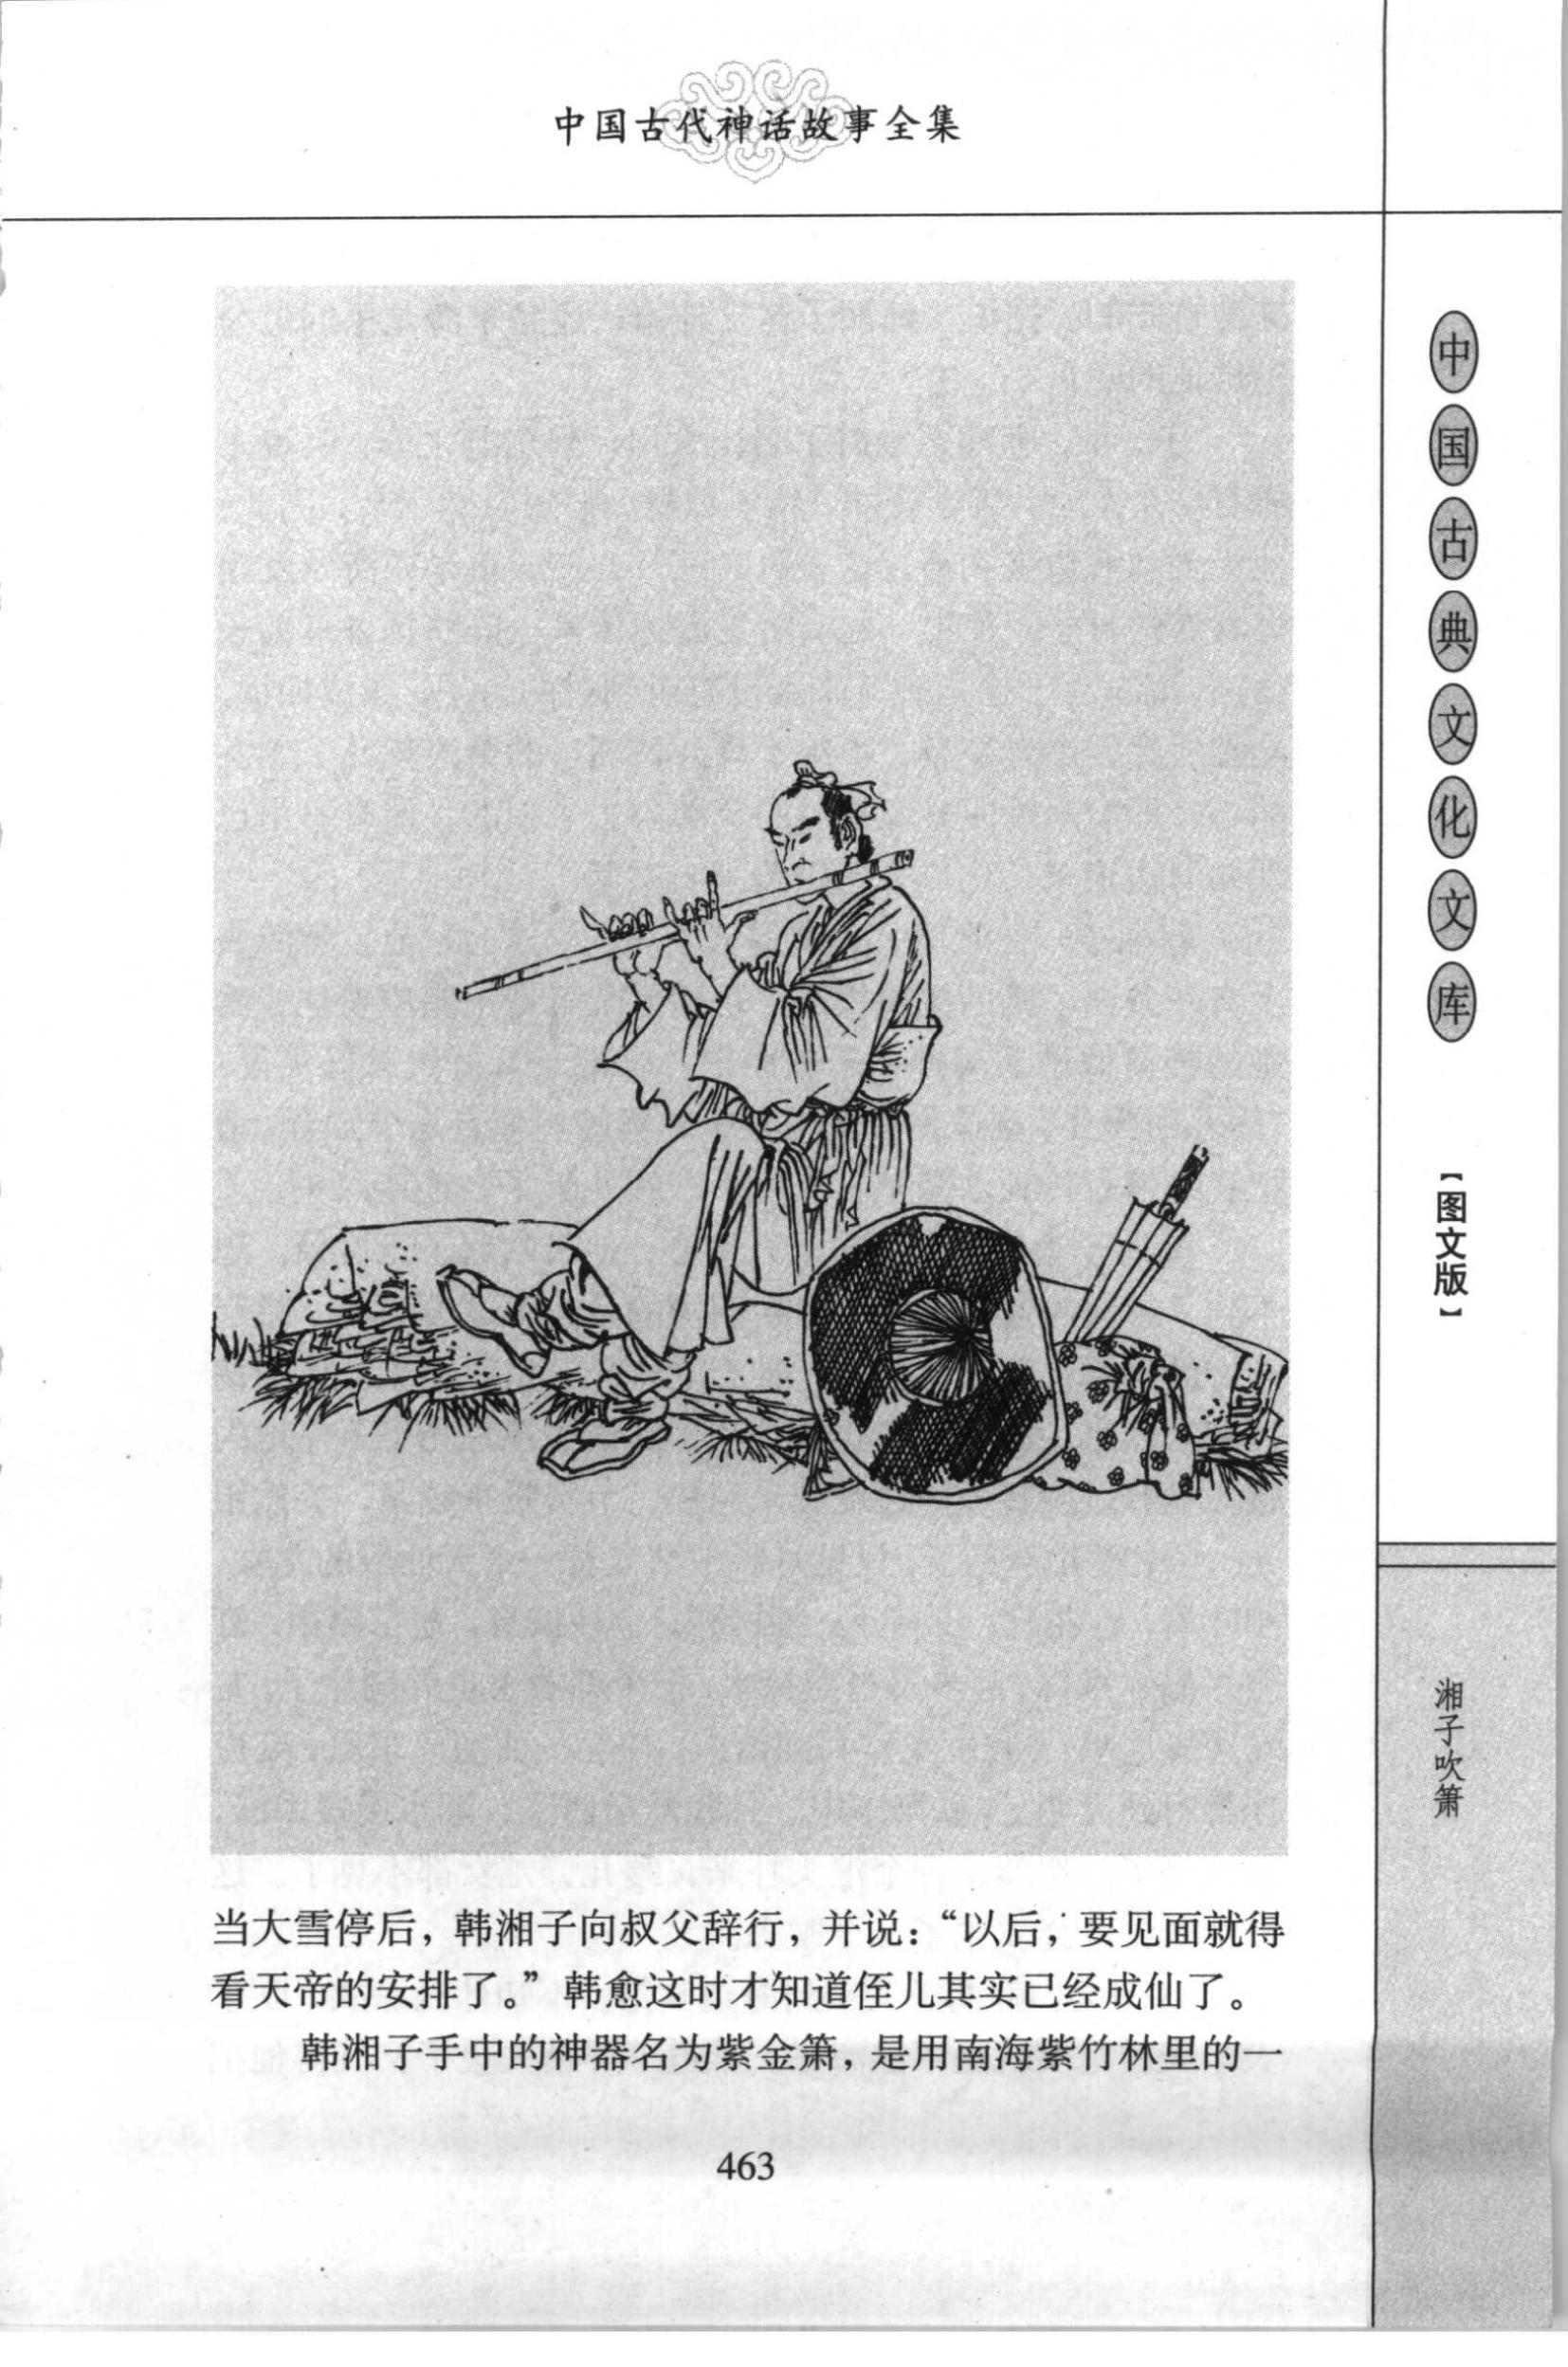 中国古代神话故事全集
中国古典文化文库
【图文版】
湘子吹箫
当大雪停后，韩湘子向叔父辞行，并说：“以后，要见面就得
看天帝的安排了。”韩愈这时才知道侄儿其实已经成仙了。
韩湘子手中的神器名为紫金箫，是用南海紫竹林里的一
463